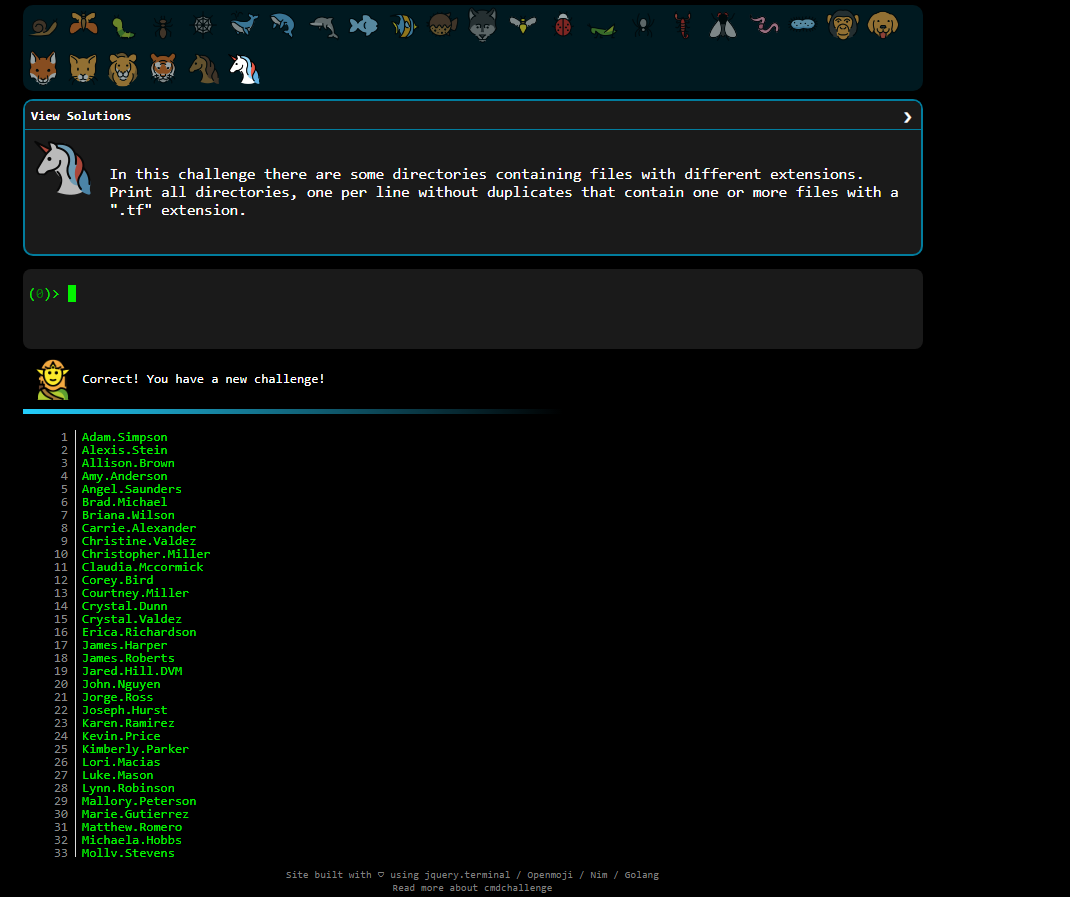 View Solutions ❯
In this challenge there are some directories containing files with different extensions.
Print all directories, one per line without duplicates that contain one or more files with a
".tf" extension.
(0)>
Correct! You have a new challenge!
1 Adam.Simpson
2 Alexis.Stein
3 Allison.Brown
4 Amy.Anderson
5 Angel.Saunders
6 Brad.Michael
7 Briana.Wilson
8 Carrie.Alexander
9 Christine.Valdez
10 Christopher.Miller
11 Claudia.Mccormick
12 Corey.Bird
13 Courtney.Miller
14 Crystal.Dunn
15 Crystal.Valdez
16 Erica.Richardson
17 James.Harper
18 James.Roberts
19 Jared.Hill.DVM
20 John.Nguyen
21 Jorge.Ross
22 Joseph.Hurst
23 Karen.Ramirez
24 Kevin.Price
25 Kimberly.Parker
26 Lori.Macias
27 Luke.Mason
28 Lynn.Robinson
29 Mallory.Peterson
30 Marie.Gutierrez
31 Matthew.Romero
32 Michaela.Hobbs
33 Molly.Stevens
Site built with ♡ using jquery.terminal / Openmoji / Nim / Golang
Read more about cmdchallenge